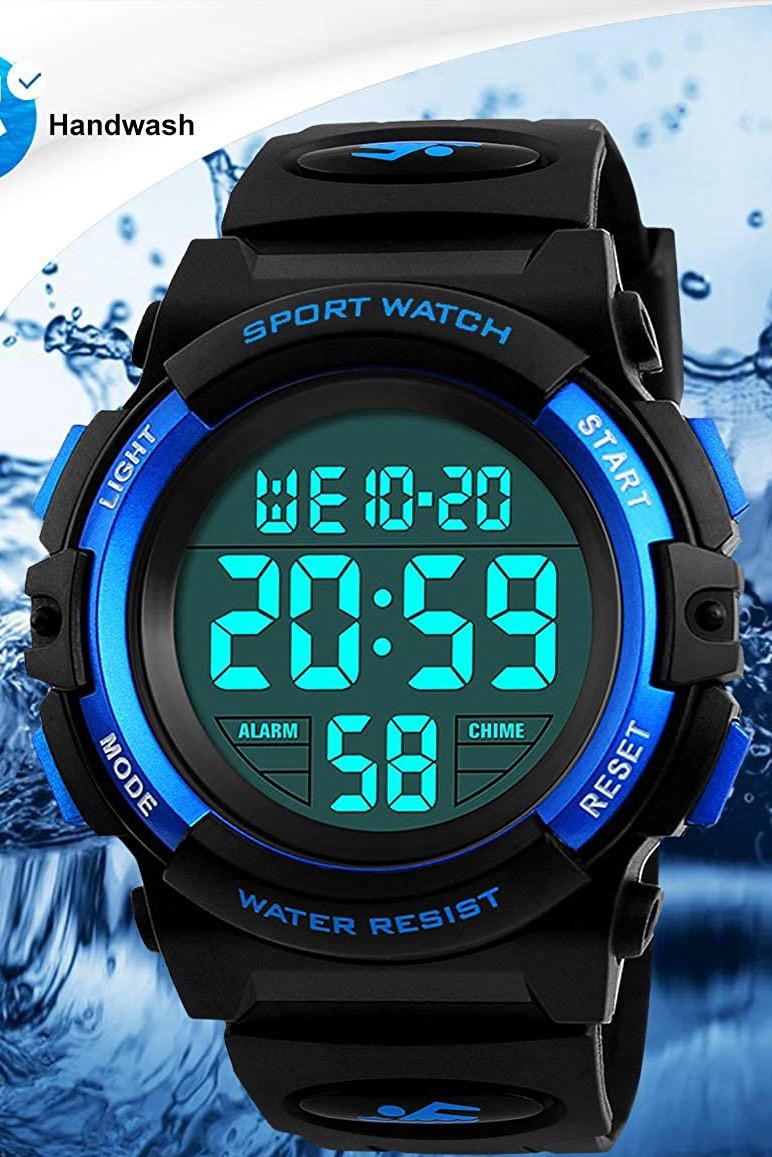 Handwash
SPORT WATCH
LIGHT
START
WE 10-20
20:59
ALARM
58
CHIME
MODE
RESET
WATER RESIST